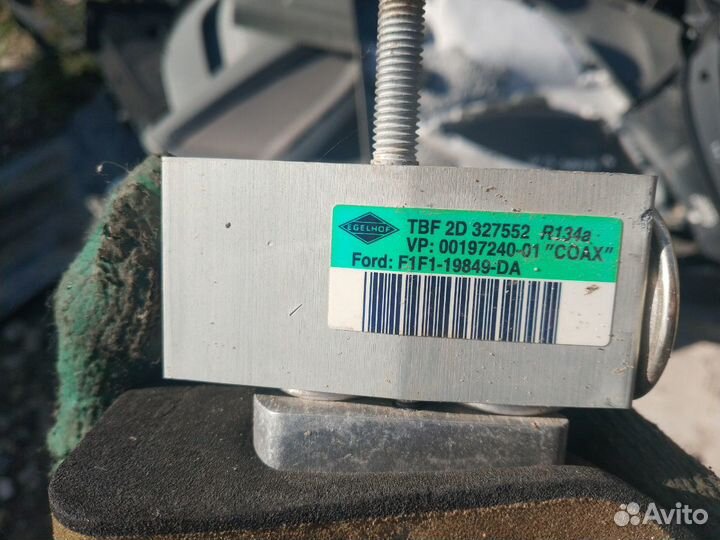 EGELHOF
TBF 2D 327552 R134a
VP: 00197240-01 "COAX"
Ford: F1F1-19849-DA
Avito